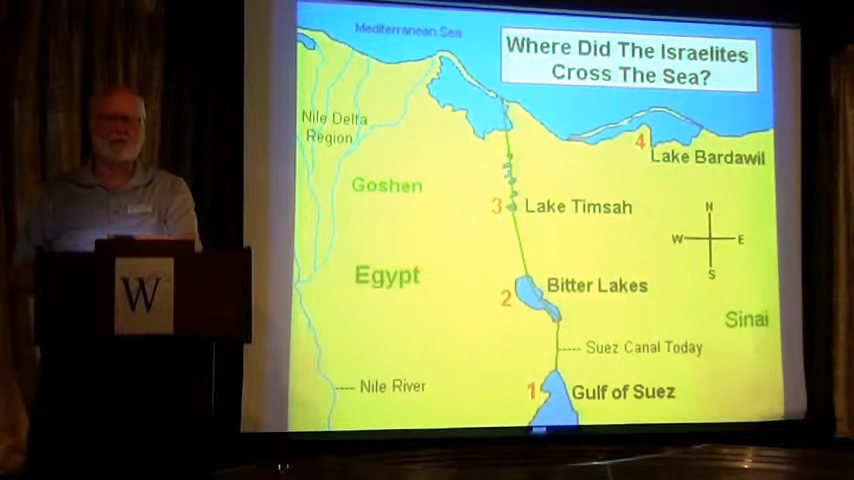 Mediterranean Sea
Where Did The Israelites
Cross The Sea?
Nile Delta
Region
4
Lake Bardawil
Goshen
3 Lake Timsah
N
W E
S
Egypt
2 Bitter Lakes
Sinai
Suez Canal Today
Nile River
1 Gulf of Suez
W